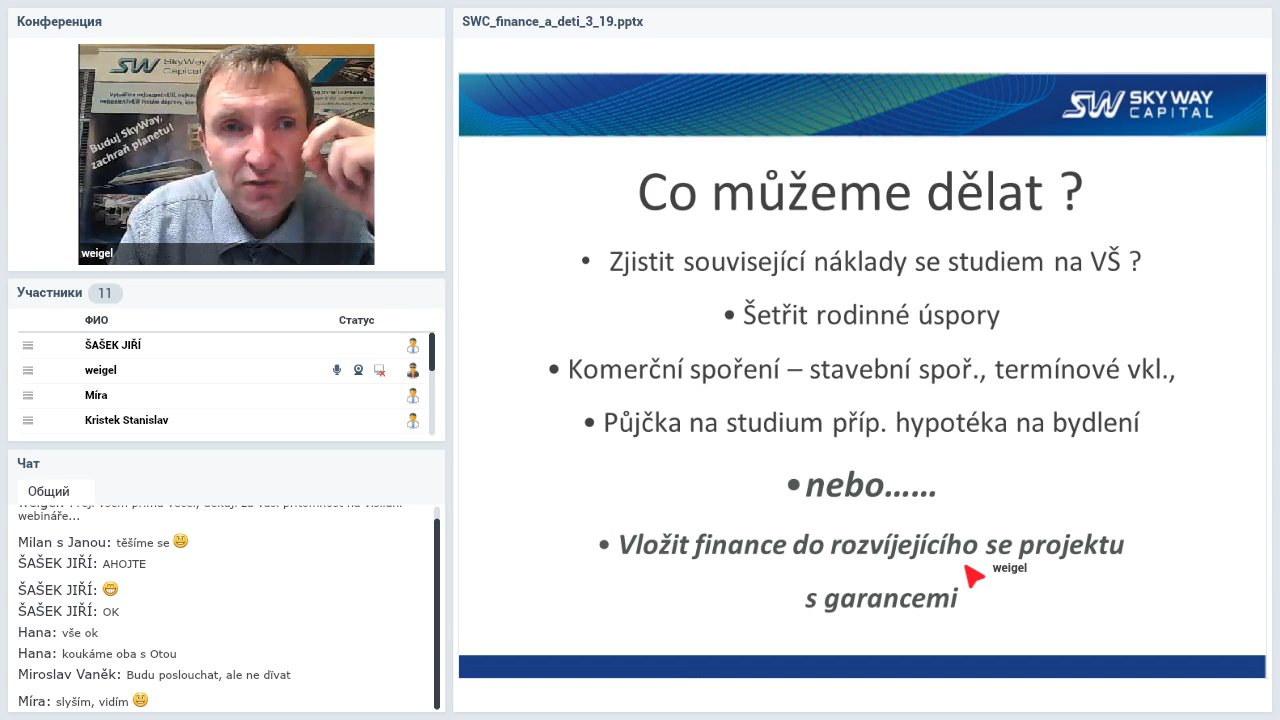 Конференция
SW SkyWay
Capital
Buduj SkyWay,
zachraň planetu!
weigel
Участники 11
ФИО Статус
ŠAŠEK JIŘÍ
weigel
Míra
Kristek Stanislav
Чат
Общий
webináře...
Milan s Janou: těšíme se
ŠAŠEK JIŘÍ: AHOJTE
ŠAŠEK JIŘÍ:
ŠAŠEK JIŘÍ: OK
Hana: vše ok
Hana: koukáme oba s Otou
Miroslav Vaněk: Budu poslouchat, ale ne dívat
Míra: slyším, vidím
SWC_finance_a_deti_3_19.pptx
SW SKY WAY
CAPITAL
Co můžeme dělat ?
• Zjistit související náklady se studiem na VŠ ?
• Šetřit rodinné úspory
• Komerční spoření – stavební spoř., termínové vkl.,
• Půjčka na studium příp. hypotéka na bydlení
• nebo......
• Vložit finance do rozvíjejícího se projektu
weigel
s garancemi